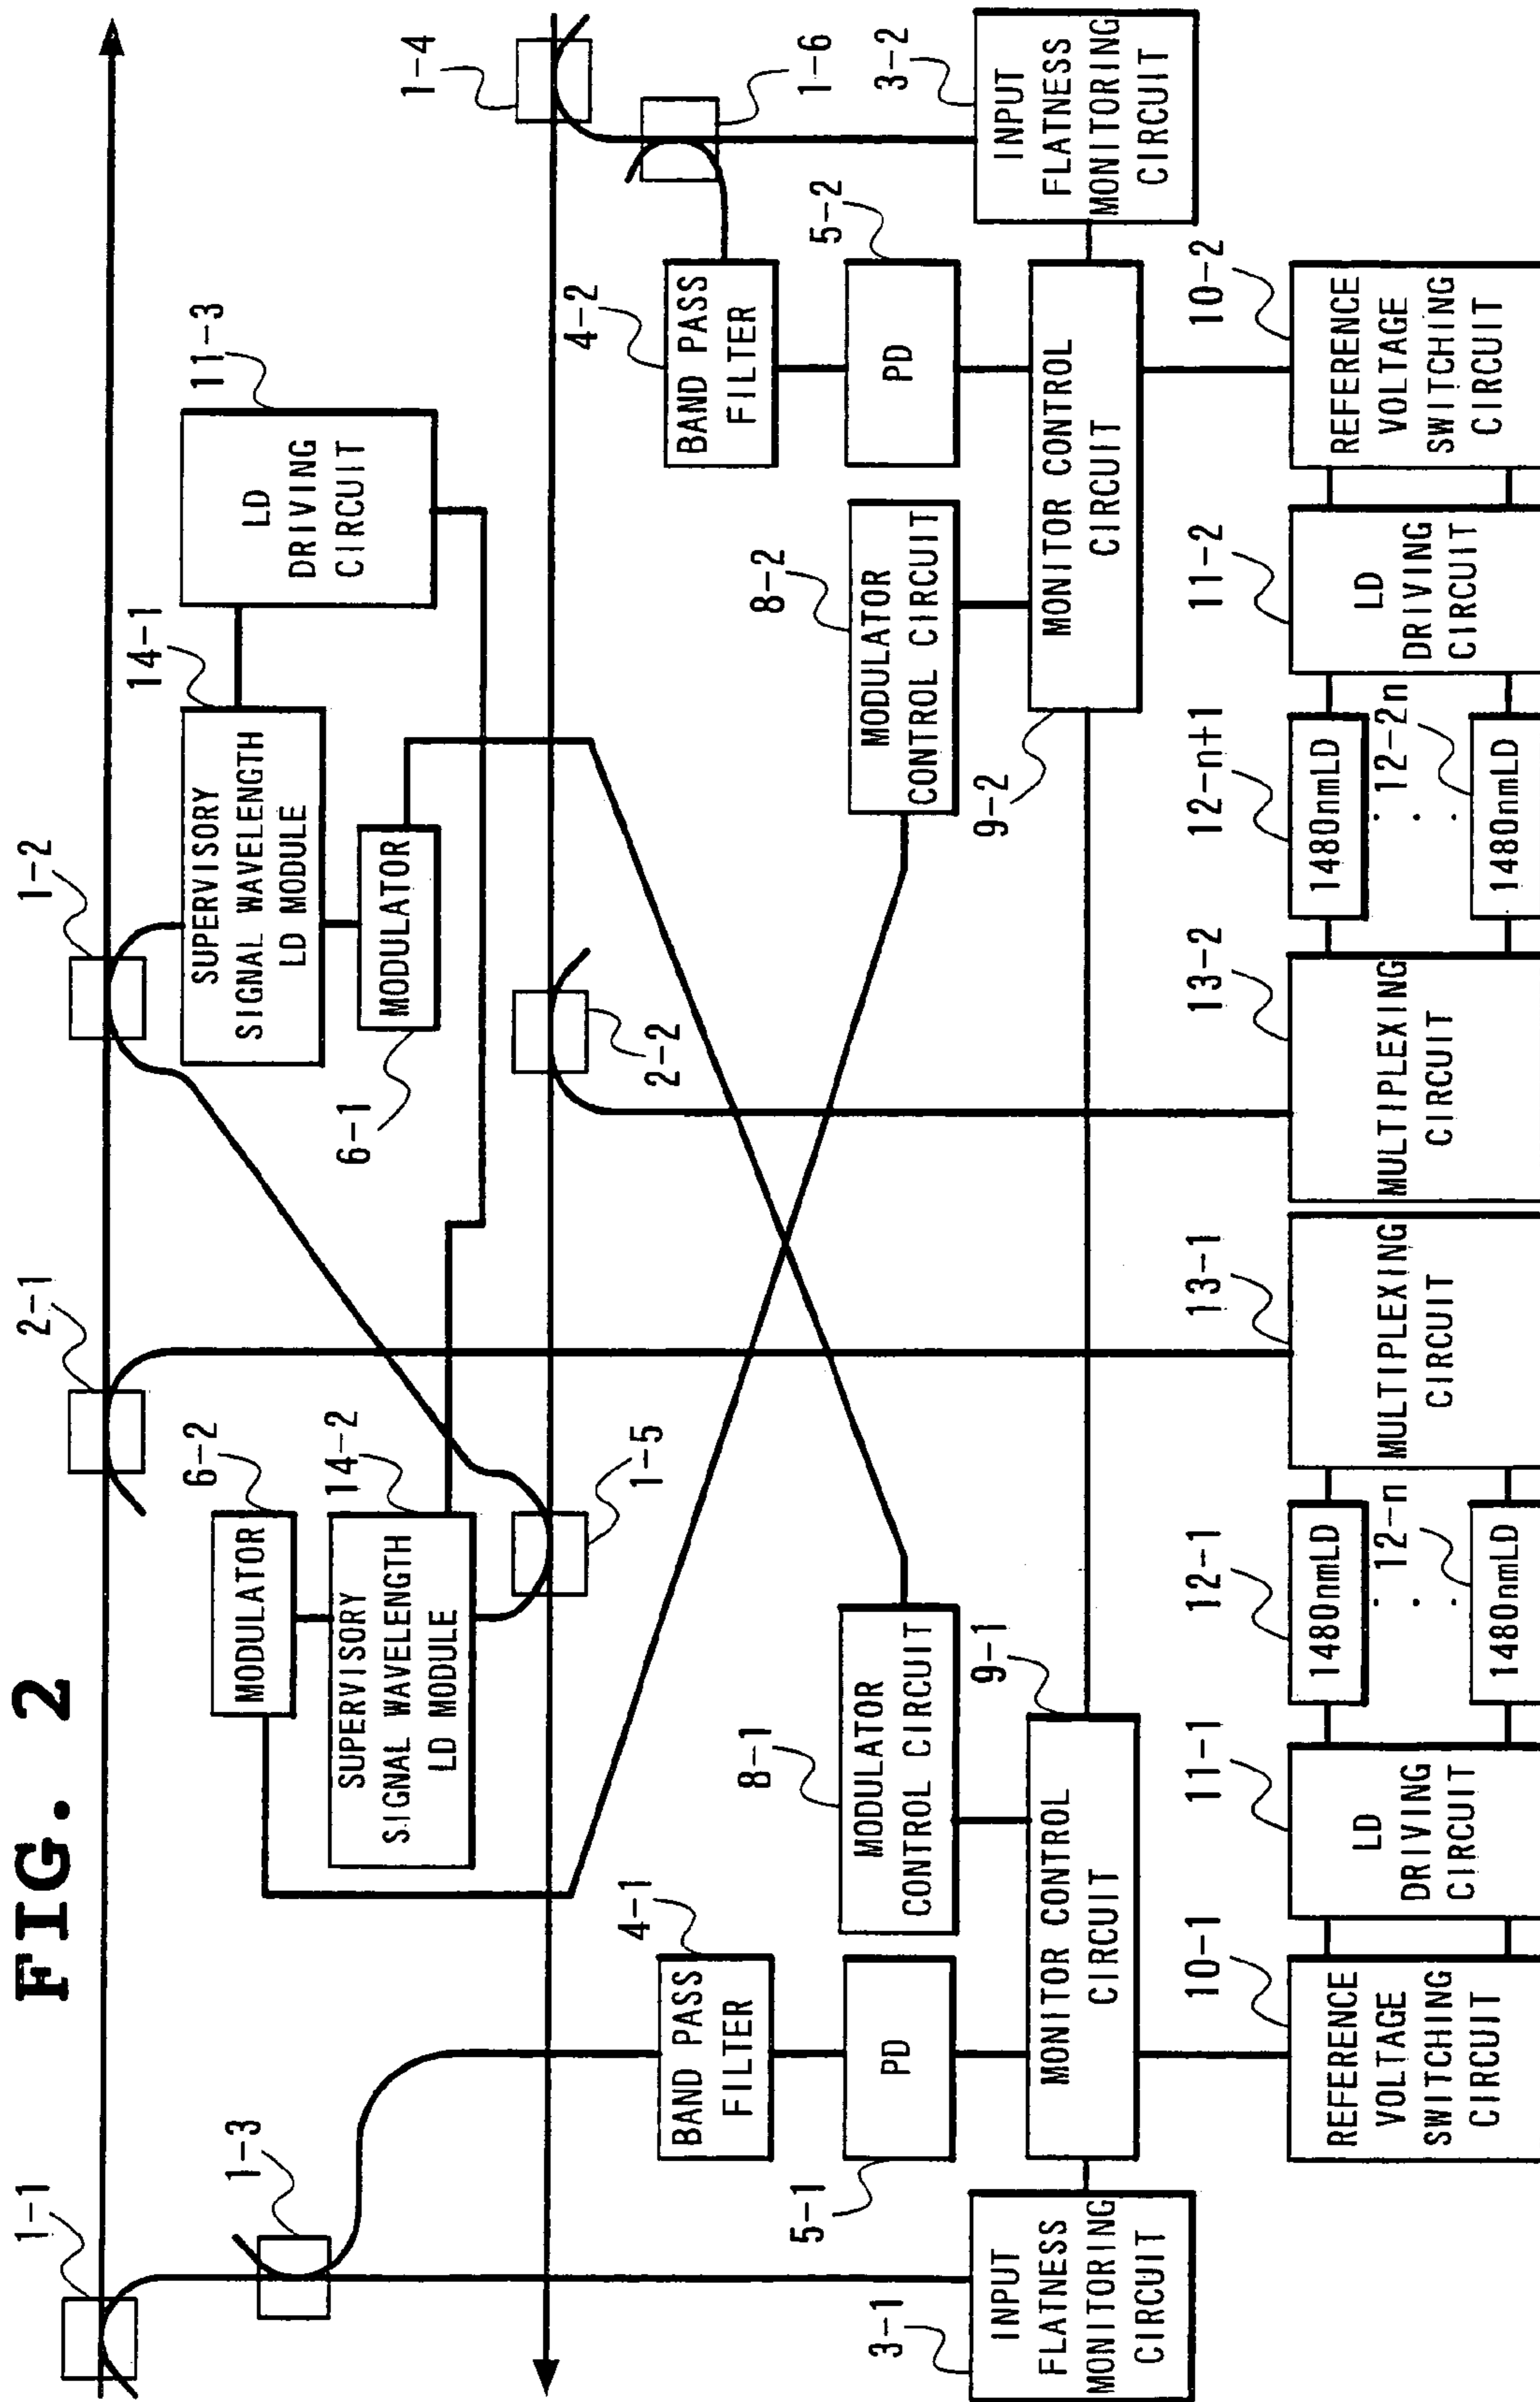 FIG. 2
1-1
2-1
1-2
1-3
6-2
MODULATOR
14-2
SUPERVISORY
SIGNAL WAVELENGTH
LD MODULE
14-1
SUPERVISORY
SIGNAL WAVELENGTH
LD MODULE
11-3
LD
DRIVING
CIRCUIT
MODULATOR
6-1
1-4
1-5
2-2
1-6
4-1
BAND PASS
FILTER
4-2
BAND PASS
FILTER
5-1
PD
5-2
PD
8-1
MODULATOR
CONTROL CIRCUIT
8-2
MODULATOR
CONTROL CIRCUIT
3-1
INPUT
FLATNESS
MONITORING
CIRCUIT
9-1
MONITOR CONTROL
CIRCUIT
9-2
MONITOR CONTROL
CIRCUIT
3-2
INPUT
FLATNESS
MONITORING
CIRCUIT
10-1
REFERENCE
VOLTAGE
SWITCHING
CIRCUIT
11-1
LD
DRIVING
CIRCUIT
12-1
1480nmLD
12-n
1480nmLD
13-1
MULTIPLEXING
CIRCUIT
13-2
MULTIPLEXING
CIRCUIT
12-n+1
1480nmLD
12-2n
1480nmLD
11-2
LD
DRIVING
CIRCUIT
10-2
REFERENCE
VOLTAGE
SWITCHING
CIRCUIT